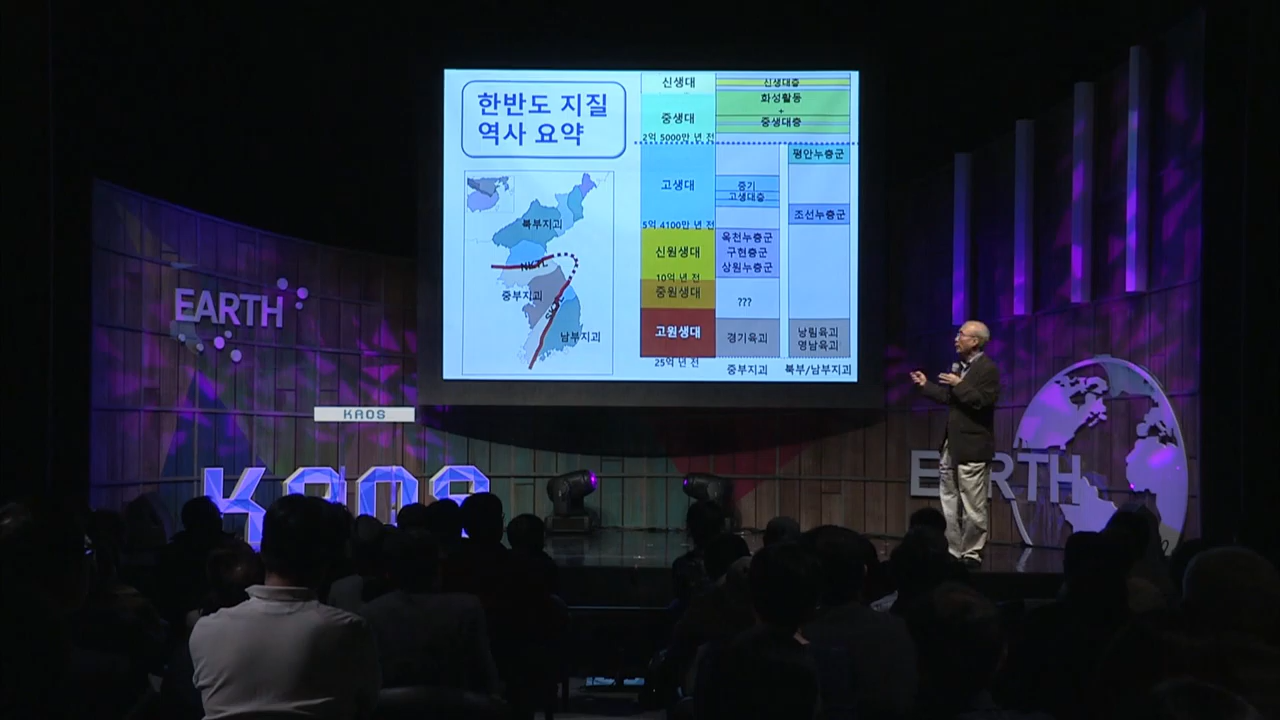 한반도 지질
역사 요약
북부지괴
NKTL
중부지괴
SKTL
남부지괴
신생대
신생대층
중생대
화성활동
+
중생대층
2억 5000만 년 전
평안누층군
고생대
중기
고생대층
조선누층군
5억 4100만 년 전
신원생대
옥천누층군
구현누층군
상원누층군
10억 년 전
중원생대
???
고원생대
경기육괴
낭림육괴
영남육괴
25억 년 전
중부지괴
북부/남부지괴
EARTH
KAOS
KAOS
EARTH